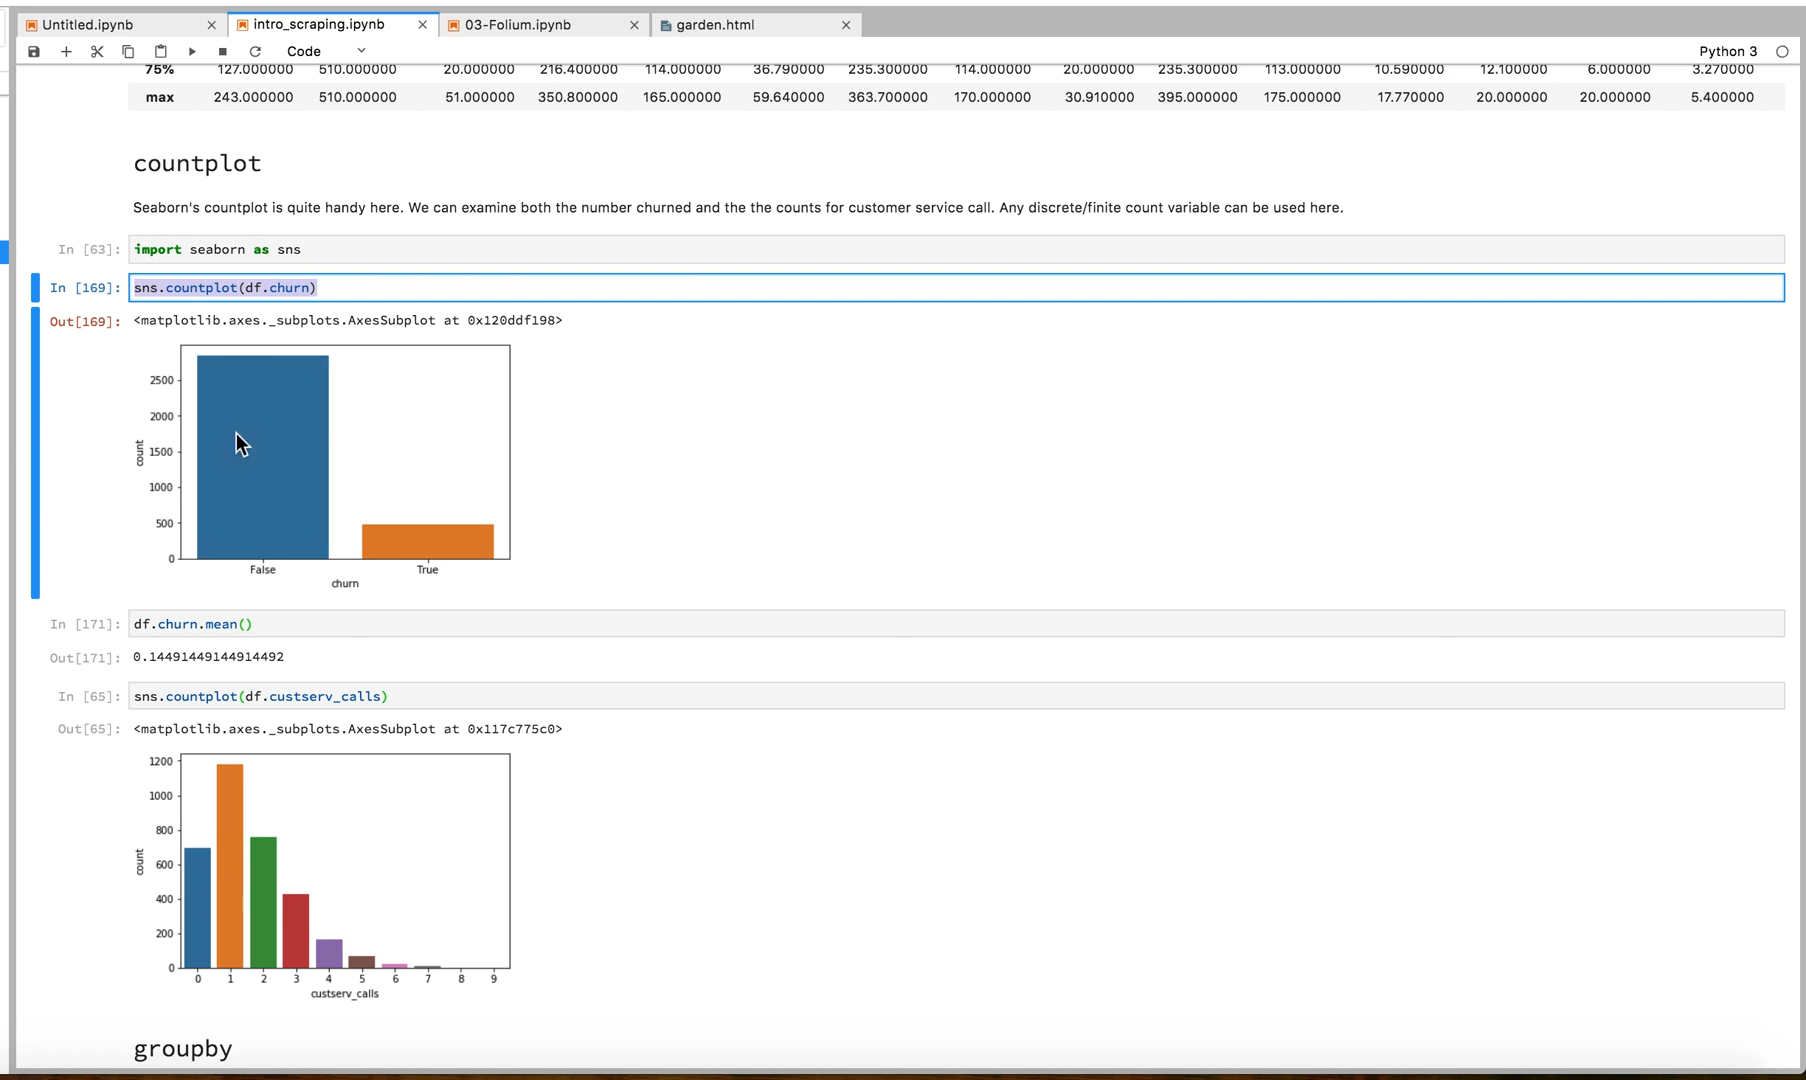 Untitled.ipynb intro_scraping.ipynb 03-Folium.ipynb garden.html
Code Python 3
75% 127.000000 510.000000 20.000000 216.400000 114.000000 36.790000 235.300000 114.000000 20.000000 235.300000 113.000000 10.590000 12.100000 6.000000 3.270000
max 243.000000 510.000000 51.000000 350.800000 165.000000 59.640000 363.700000 170.000000 30.910000 395.000000 175.000000 17.770000 20.000000 20.000000 5.400000
countplot
Seaborn's countplot is quite handy here. We can examine both the number churned and the the counts for customer service call. Any discrete/finite count variable can be used here.
In [63]: import seaborn as sns
In [169]: sns.countplot(df.churn)
Out[169]: <matplotlib.axes._subplots.AxesSubplot at 0x120ddf198>
2500
2000
1500
1000
500
0
count
False True
churn
In [171]: df.churn.mean()
Out[171]: 0.14491449144914492
In [65]: sns.countplot(df.custserv_calls)
Out[65]: <matplotlib.axes._subplots.AxesSubplot at 0x117c775c0>
1200
1000
800
600
400
200
0
count
0 1 2 3 4 5 6 7 8 9
custserv_calls
groupby